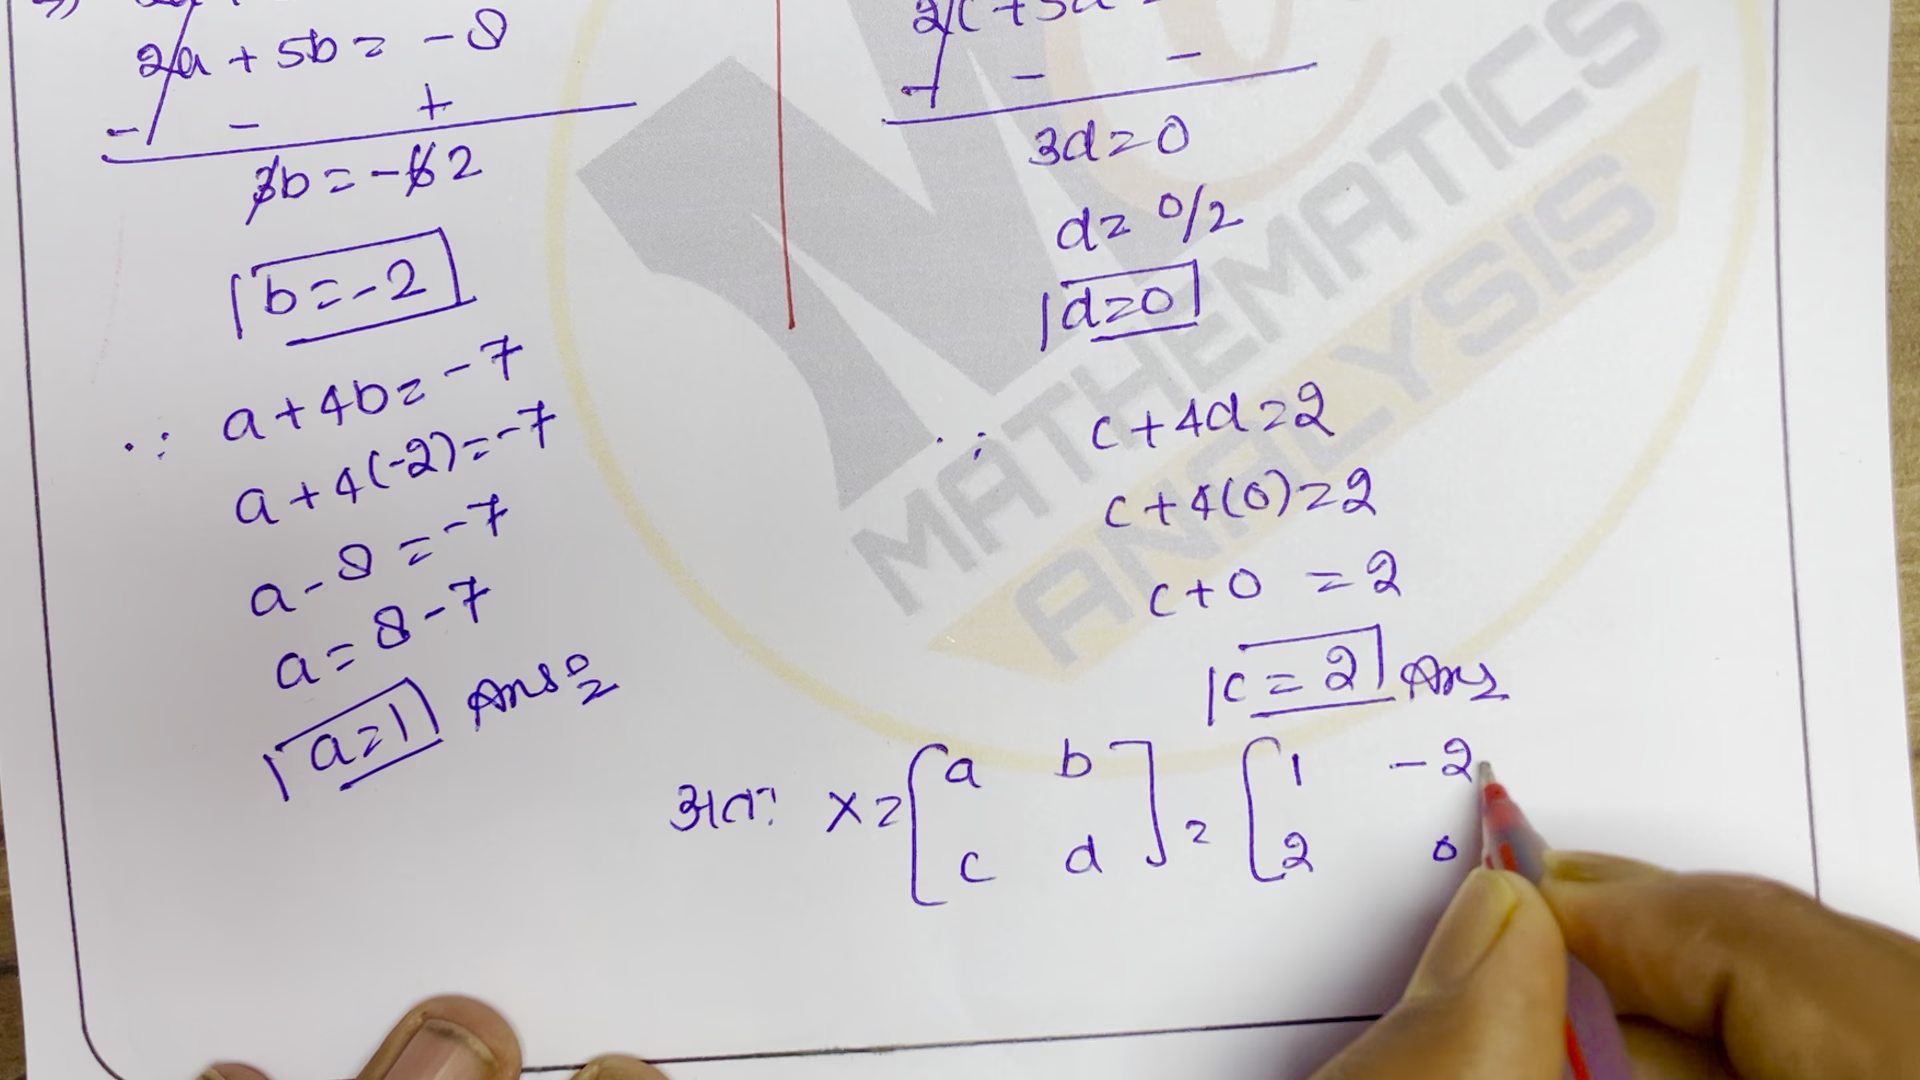 2a + 5b = -8
- - +
3b = -6 2
b = -2
∴ a + 4b = -7
a + 4(-2) = -7
a - 8 = -7
a = 8 - 7
a = 1 Ans
- - -
3d = 0
d = 0/2
d = 0
∴ c + 4d = 2
c + 4(0) = 2
c + 0 = 2
c = 2 Ans
अतः X = [a b
c d] = [1 -2
2 0
MATHEMATICS
ANALYSIS